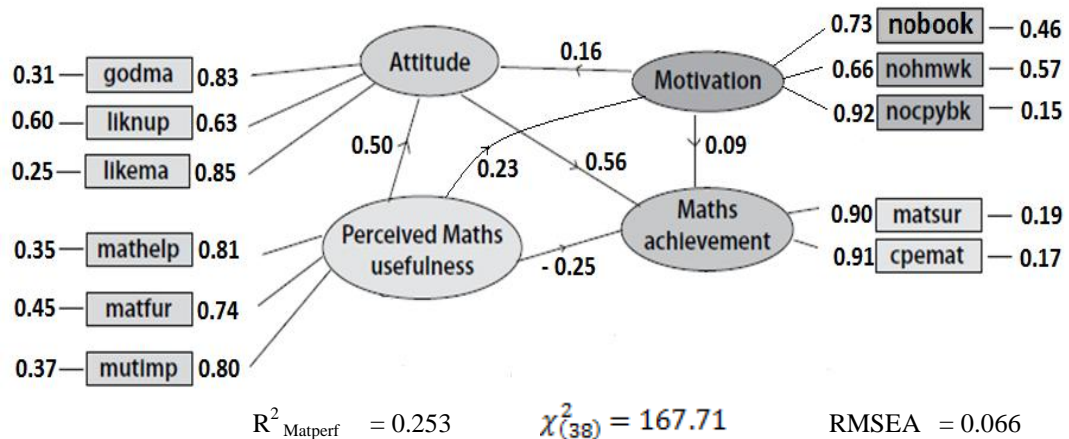 0.73 nobook 0.46
Attitude 0.16 Motivation
0.31 godma 0.83
0.66 nohmwk 0.57
0.60 liknup 0.63
0.92 nocpybk 0.15
0.50 0.23 0.56 0.09
0.25 likema 0.85
Perceived Maths usefulness
Maths achievement
0.90 matsur 0.19
0.35 mathelp 0.81
- 0.25
0.91 cpemat 0.17
0.45 matfur 0.74
0.37 mutimp 0.80
R² Matperf = 0.253 χ²(38) = 167.71 RMSEA = 0.066